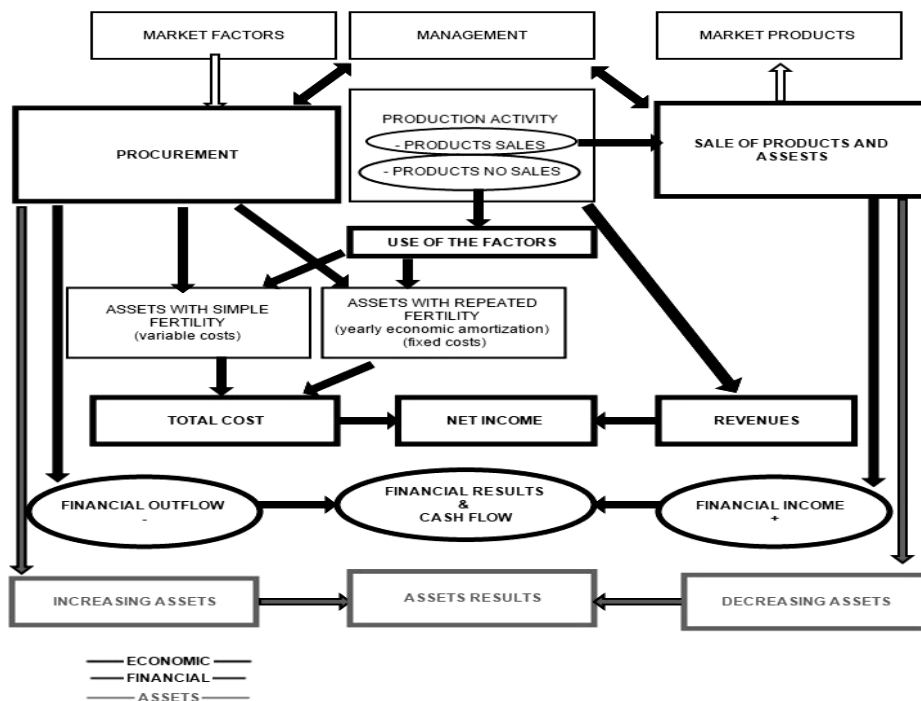 MARKET FACTORS
MANAGEMENT
MARKET PRODUCTS
PROCUREMENT
PRODUCTION ACTIVITY
- PRODUCTS SALES
- PRODUCTS NO SALES
SALE OF PRODUCTS AND
ASSESTS
USE OF THE FACTORS
ASSETS WITH SIMPLE
FERTILITY
(variable costs)
ASSETS WITH REPEATED
FERTILITY
(yearly economic amortization)
(fixed costs)
TOTAL COST
NET INCOME
REVENUES
FINANCIAL OUTFLOW
-
FINANCIAL RESULTS
&
CASH FLOW
FINANCIAL INCOME
+
INCREASING ASSETS
ASSETS RESULTS
DECREASING ASSETS
ECONOMIC
FINANCIAL
ASSETS